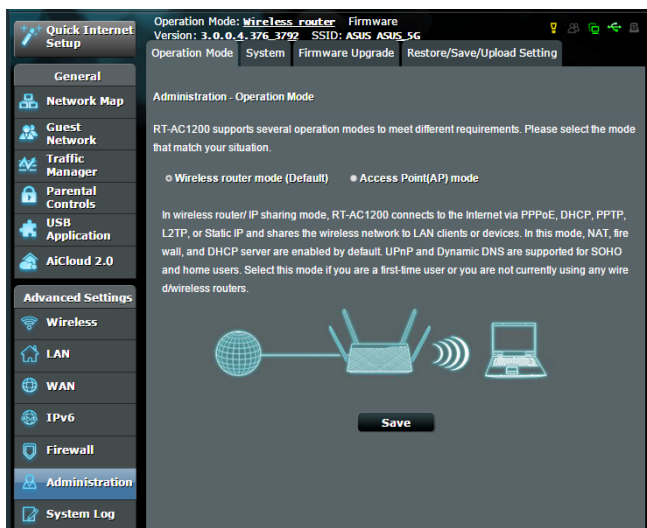 Quick Internet
Setup
General
Network Map
Guest
Network
Traffic
Manager
Parental
Controls
USB
Application
AiCloud 2.0
Advanced Settings
Wireless
LAN
WAN
IPv6
Firewall
Administration
System Log
Operation Mode: Wireless router Firmware
Version: 3.0.0.4.376_3792 SSID: ASUS ASUS_5G
Operation Mode System Firmware Upgrade Restore/Save/Upload Setting
Administration - Operation Mode
RT-AC1200 supports several operation modes to meet different requirements. Please select the mode
that match your situation.
Wireless router mode (Default) Access Point(AP) mode
In wireless router/ IP sharing mode, RT-AC1200 connects to the Internet via PPPoE, DHCP, PPTP,
L2TP, or Static IP and shares the wireless network to LAN clients or devices. In this mode, NAT, fire
wall, and DHCP server are enabled by default. UPnP and Dynamic DNS are supported for SOHO
and home users. Select this mode if you are a first-time user or you are not currently using any wire
d/wireless routers.
Save